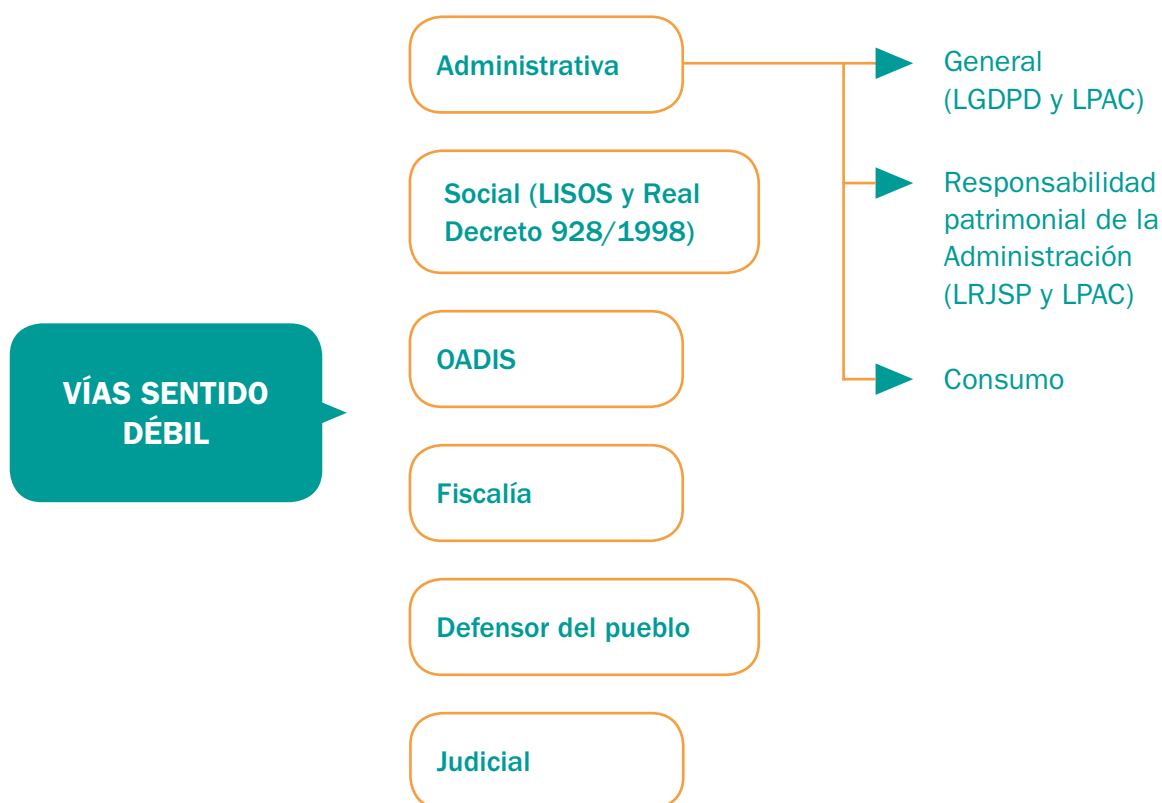 VÍAS SENTIDO
DÉBIL
Administrativa
General
(LGDPD y LPAC)
Responsabilidad
patrimonial de la
Administración
(LRJSP y LPAC)
Consumo
Social (LISOS y Real
Decreto 928/1998)
OADIS
Fiscalía
Defensor del pueblo
Judicial